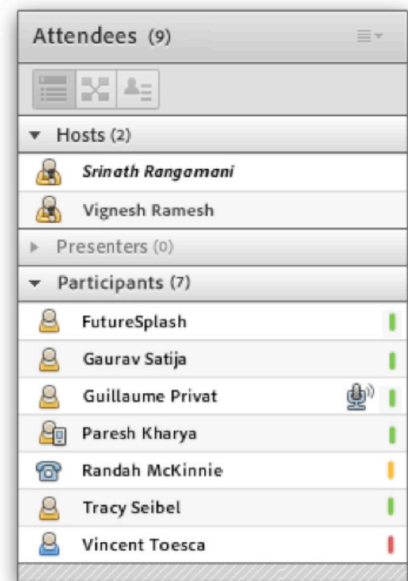 Attendees (9)
Hosts (2)
Srinath Rangamani
Vignesh Ramesh
Presenters (0)
Participants (7)
FutureSplash
Gaurav Satija
Guillaume Privat
Paresh Kharya
Randah McKinnie
Tracy Seibel
Vincent Toesca